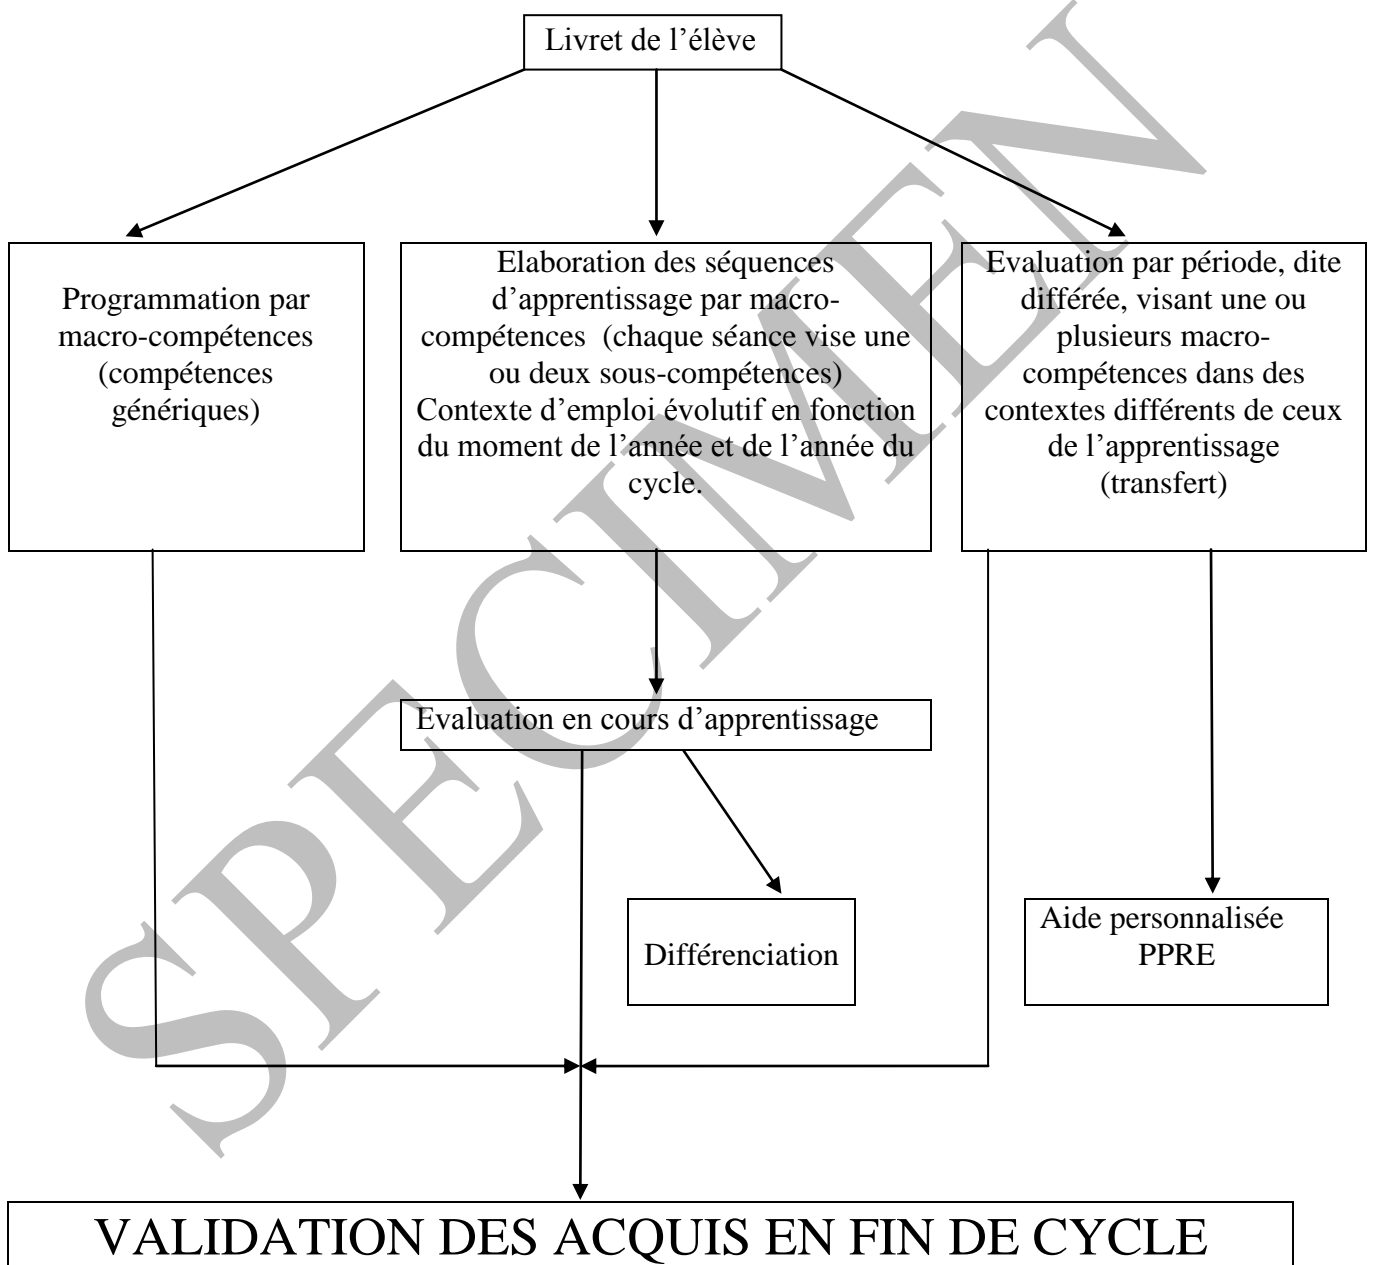 Livret de l’élève
Programmation par
macro-compétences
(compétences
génériques)
Elaboration des séquences
d’apprentissage par macro-
compétences  (chaque séance vise une
ou deux sous-compétences)
Contexte d’emploi évolutif en fonction
du moment de l’année et de l’année du
cycle.
Evaluation par période, dite
différée, visant une ou
plusieurs macro-
compétences dans des
contextes différents de ceux
de l’apprentissage
(transfert)
Evaluation en cours d’apprentissage
Différenciation
Aide personnalisée
PPRE
VALIDATION DES ACQUIS EN FIN DE CYCLE
SPECIMEN